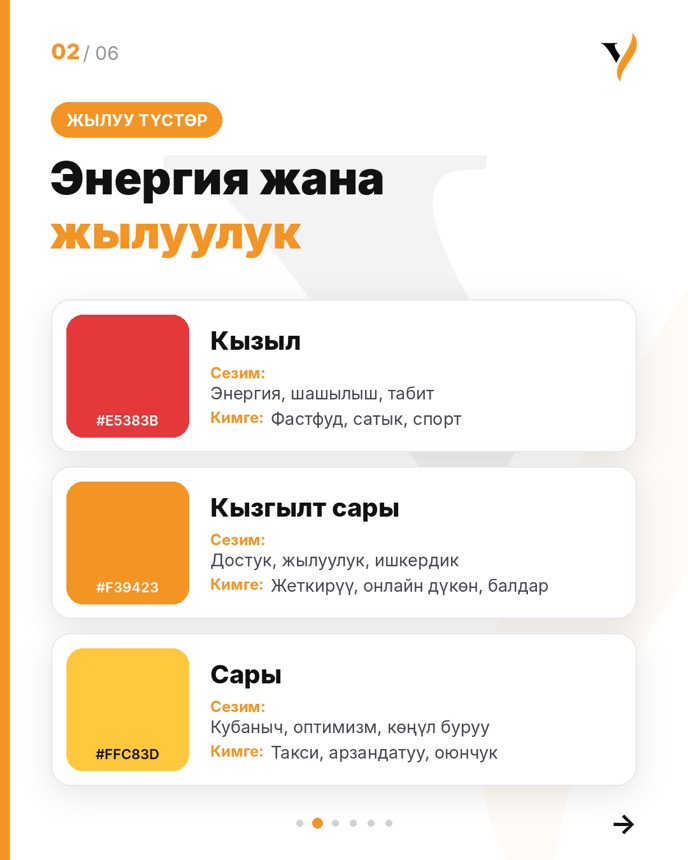 02 / 06
ЖЫЛУУ ТҮСТӨР
Энергия жана
жылуулук
#E5383B
Кызыл
Сезим:
Энергия, шашылыш, табит
Кимге: Фастфуд, сатык, спорт
#F39423
Кызгылт сары
Сезим:
Достук, жылуулук, ишкердик
Кимге: Жеткирүү, онлайн дүкөн, балдар
#FFC83D
Сары
Сезим:
Кубаныч, оптимизм, көңүл буруу
Кимге: Такси, арзандатуу, оюнчук